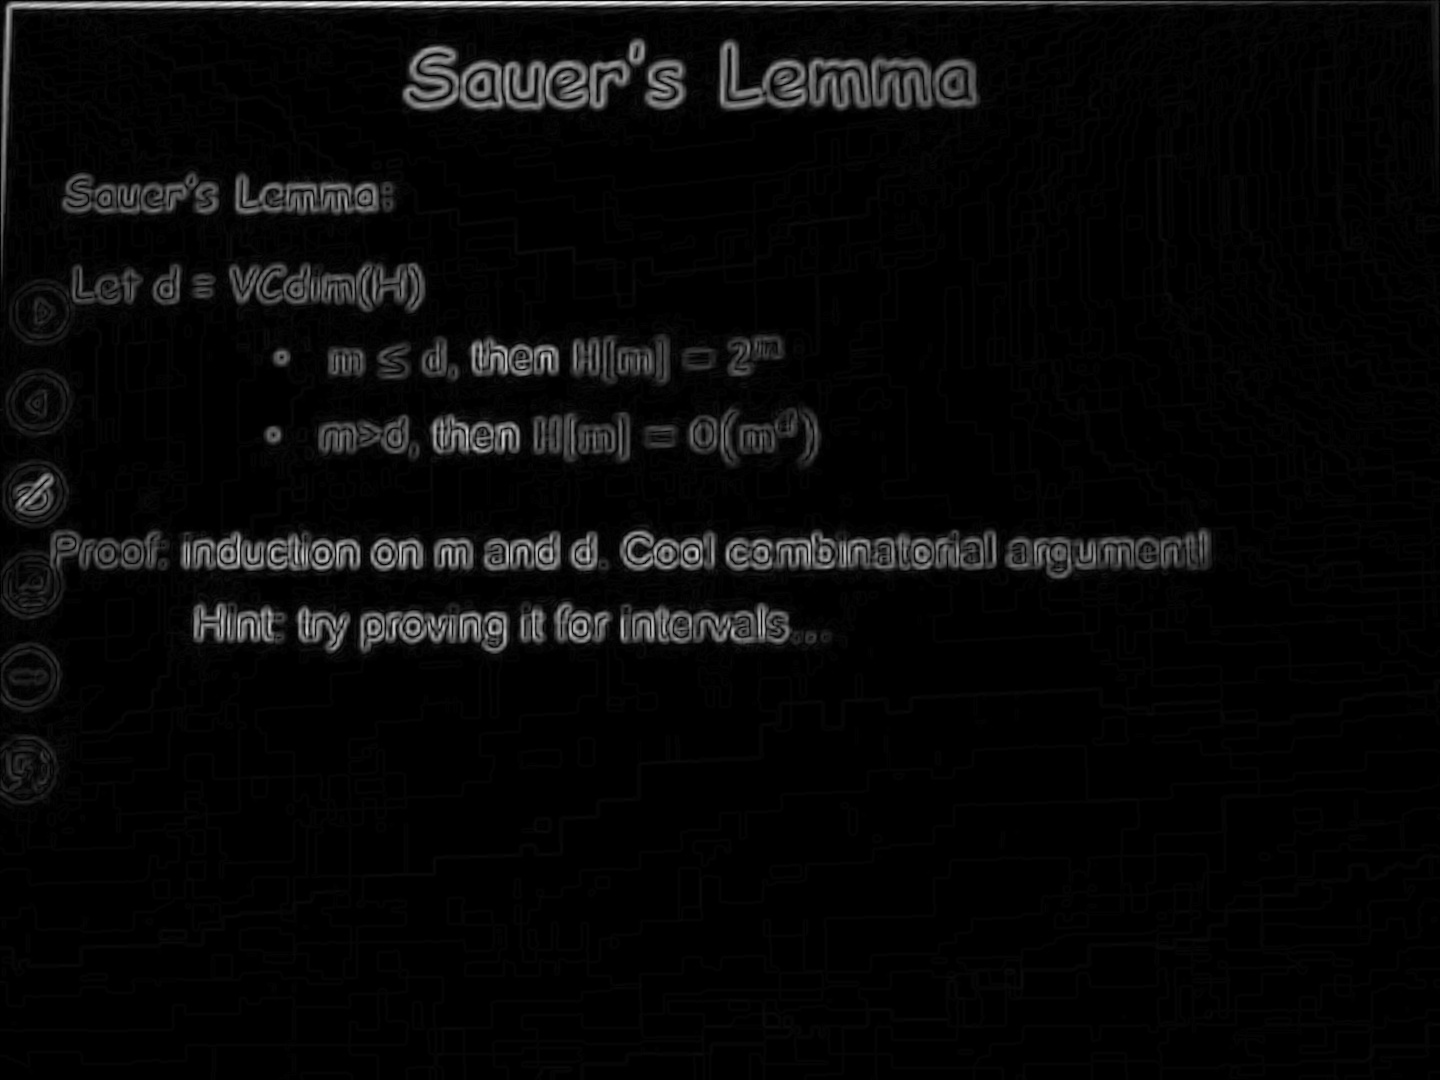 Sauer's Lemma
Sauer's Lemma:
Let d = VCdim(H)
• m ≤ d, then H[m] = 2^m
• m>d, then H[m] = O(m^d)
Proof: induction on m and d. Cool combinatorial argument!
Hint: try proving it for intervals...